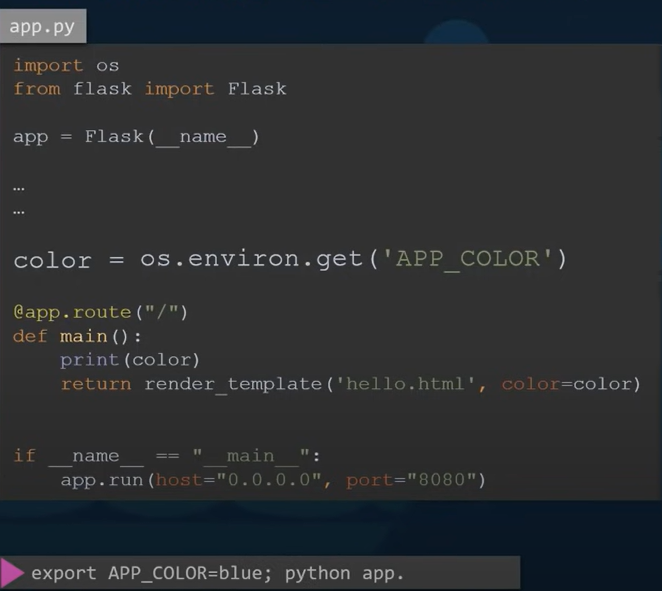 app.py
import os
from flask import Flask
app = Flask(__name__)
…
…
color = os.environ.get('APP_COLOR')
@app.route("/")
def main():
    print(color)
    return render_template('hello.html', color=color)
if __name__ == "__main__":
    app.run(host="0.0.0.0", port="8080")
export APP_COLOR=blue; python app.